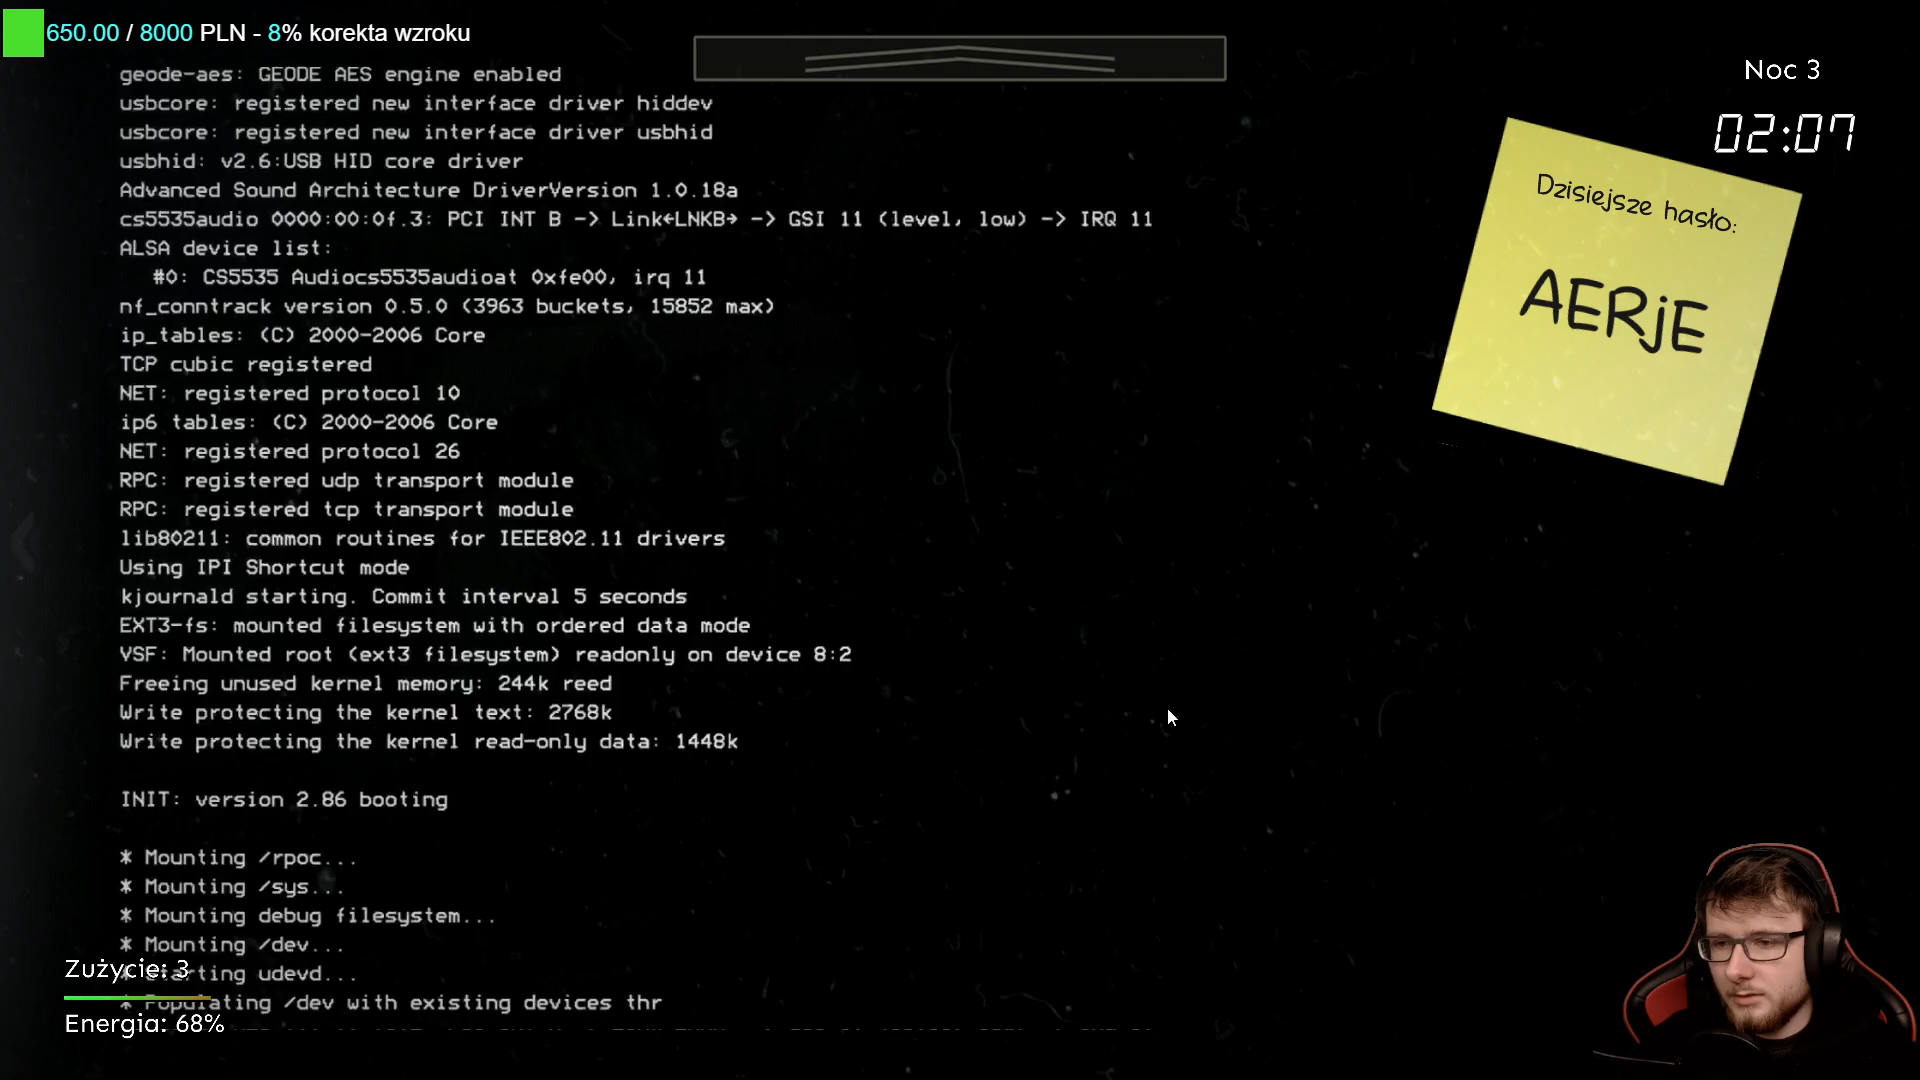 650.00 / 8000 PLN - 8% korekta wzroku
geode-aes: GEODE AES engine enabled
usbcore: registered new interface driver hiddev
usbcore: registered new interface driver usbhid
usbhid: v2.6:USB HID core driver
Advanced Sound Architecture DriverVersion 1.0.18a
cs5535audio 0000:00:0f.3: PCI INT B -> Link←LNKB→ -> GSI 11 (level, low) -> IRQ 11
ALSA device list:
#0: CS5535 Audiocs5535audioat 0xfe00, irq 11
nf_conntrack version 0.5.0 (3963 buckets, 15852 max)
ip_tables: (C) 2000-2006 Core
TCP cubic registered
NET: registered protocol 10
ip6 tables: (C) 2000-2006 Core
NET: registered protocol 26
RPC: registered udp transport module
RPC: registered tcp transport module
lib80211: common routines for IEEE802.11 drivers
Using IPI Shortcut mode
kjournald starting. Commit interval 5 seconds
EXT3-fs: mounted filesystem with ordered data mode
VSF: Mounted root (ext3 filesystem) readonly on device 8:2
Freeing unused kernel memory: 244k reed
Write protecting the kernel text: 2768k
Write protecting the kernel read-only data: 1448k
INIT: version 2.86 booting
* Mounting /rpoc...
* Mounting /sys...
* Mounting debug filesystem...
* Mounting /dev...
* Starting udevd...
* Populating /dev with existing devices thr
Zużycie: 3
Energia: 68%
Noc 3
02:07
Dzisiejsze hasło:
AERjE